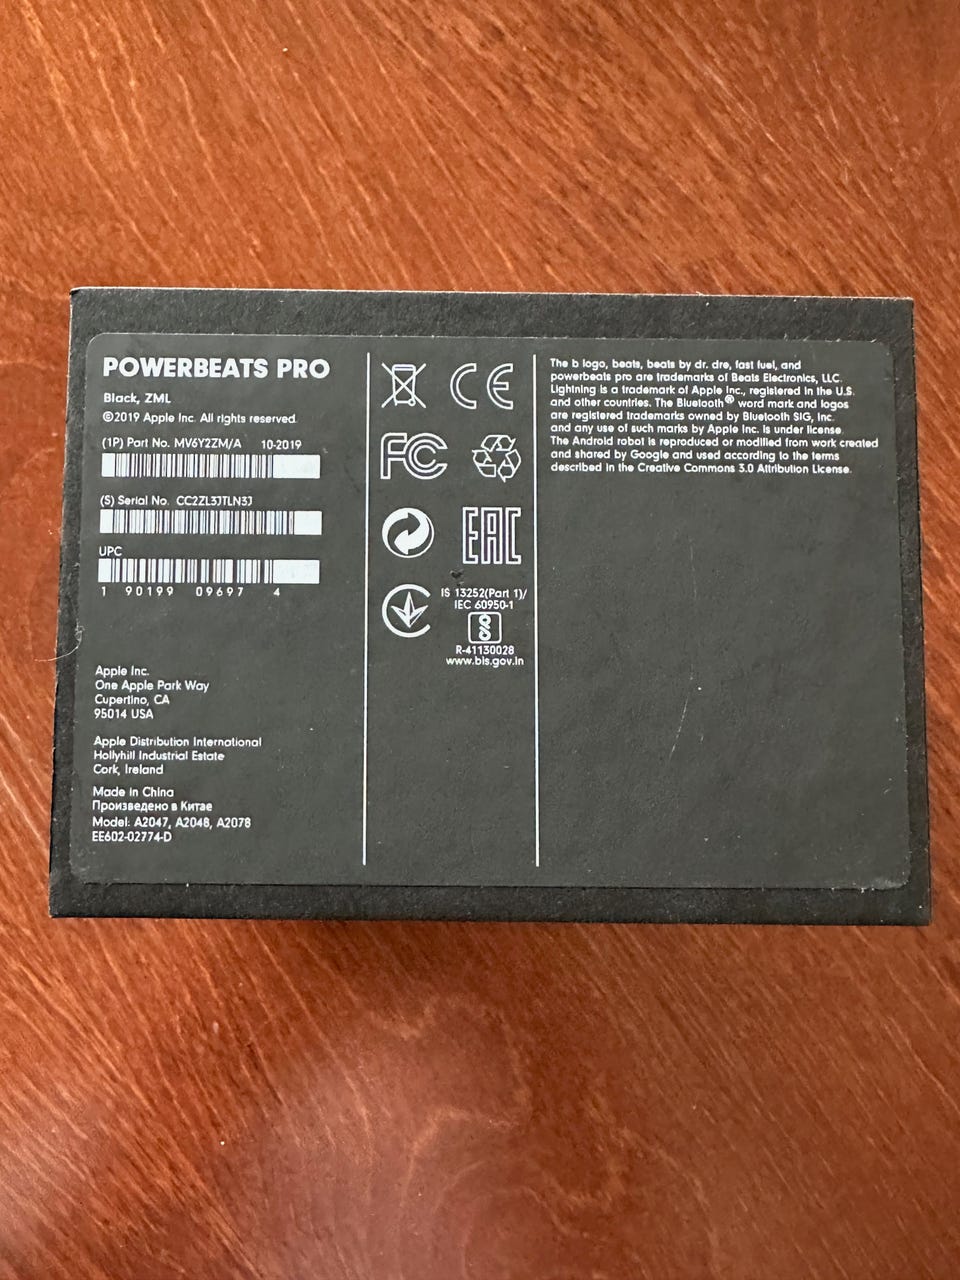 POWERBEATS PRO
Black, ZML
©2019 Apple Inc. All rights reserved.
(1P) Part No. MV6Y2ZM/A 10-2019
(S) Serial No. CC2ZL3JTLN3J
UPC
1 90199 09697 4
Apple Inc.
One Apple Park Way
Cupertino, CA
95014 USA
Apple Distribution International
Hollyhill Industrial Estate
Cork, Ireland
Made in China
Произведено в Китае
Model: A2047, A2048, A2078
EE602-02774-D
CE
FC
EAC
IS 13252(Part 1)/
IEC 60950-1
R-41130028
www.bis.gov.in
The b logo, beats, beats by dr. dre, fast fuel, and
powerbeats pro are trademarks of Beats Electronics, LLC.
Lightning is a trademark of Apple Inc., registered in the U.S.
and other countries. The Bluetooth® word mark and logos
are registered trademarks owned by Bluetooth SIG, Inc.
and any use of such marks by Apple Inc. is under license.
The Android robot is reproduced or modified from work created
and shared by Google and used according to the terms
described in the Creative Commons 3.0 Attribution License.